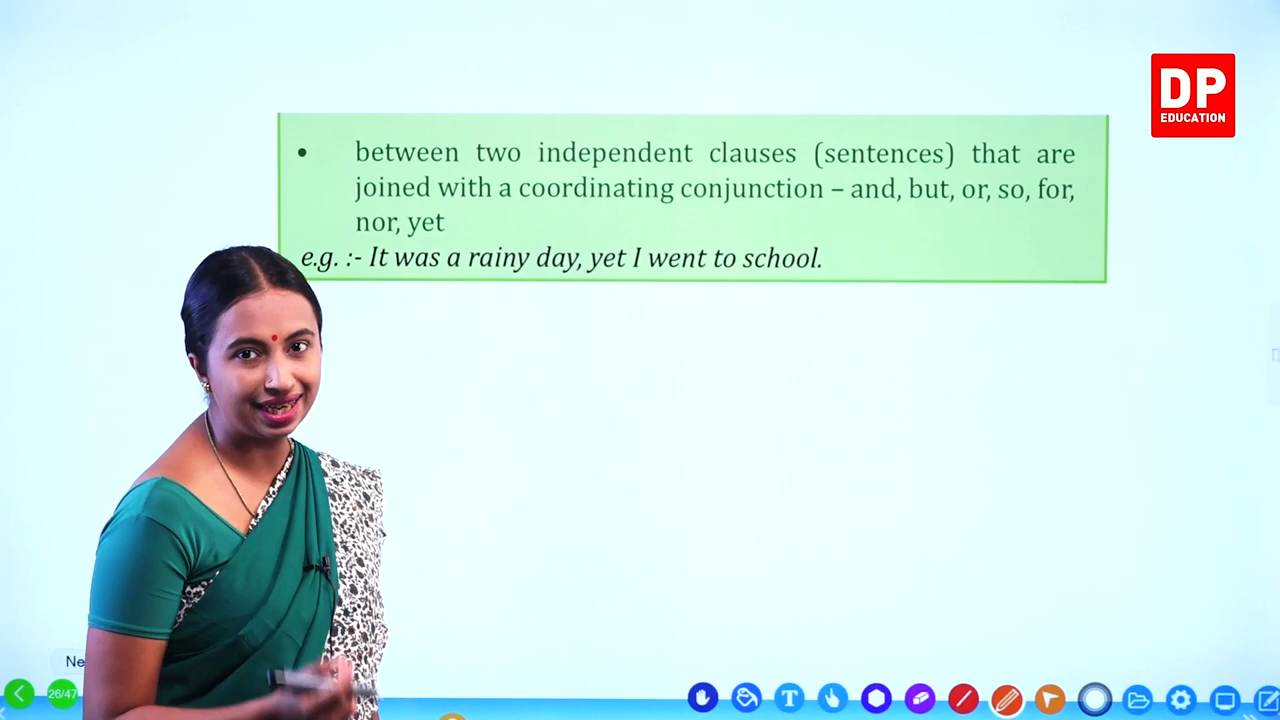 DP
EDUCATION
• between two independent clauses (sentences) that are
joined with a coordinating conjunction – and, but, or, so, for,
nor, yet
e.g. :- It was a rainy day, yet I went to school.
Ne
26/47
T